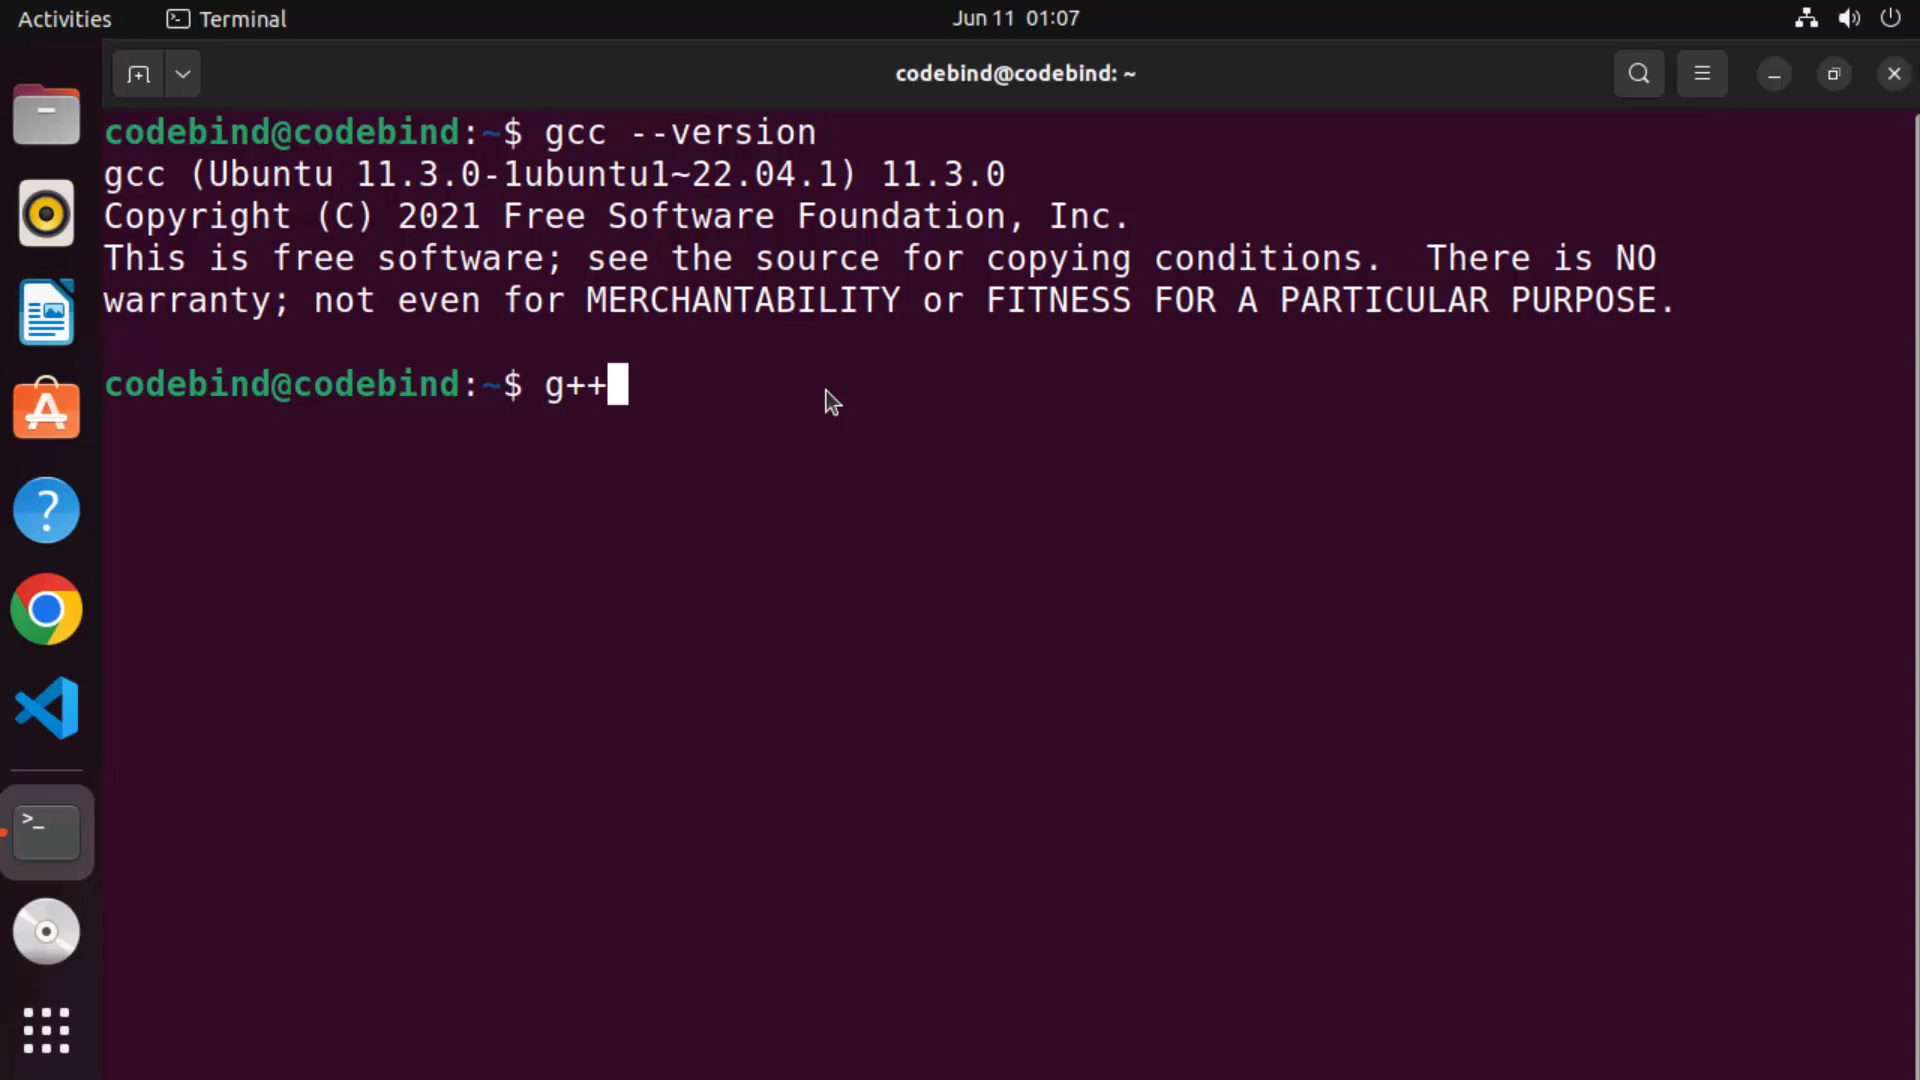 Activities
Terminal
Jun 11 01:07
codebind@codebind: ~
codebind@codebind:~$ gcc --version
gcc (Ubuntu 11.3.0-1ubuntu1~22.04.1) 11.3.0
Copyright (C) 2021 Free Software Foundation, Inc.
This is free software; see the source for copying conditions.  There is NO
warranty; not even for MERCHANTABILITY or FITNESS FOR A PARTICULAR PURPOSE.
codebind@codebind:~$ g++